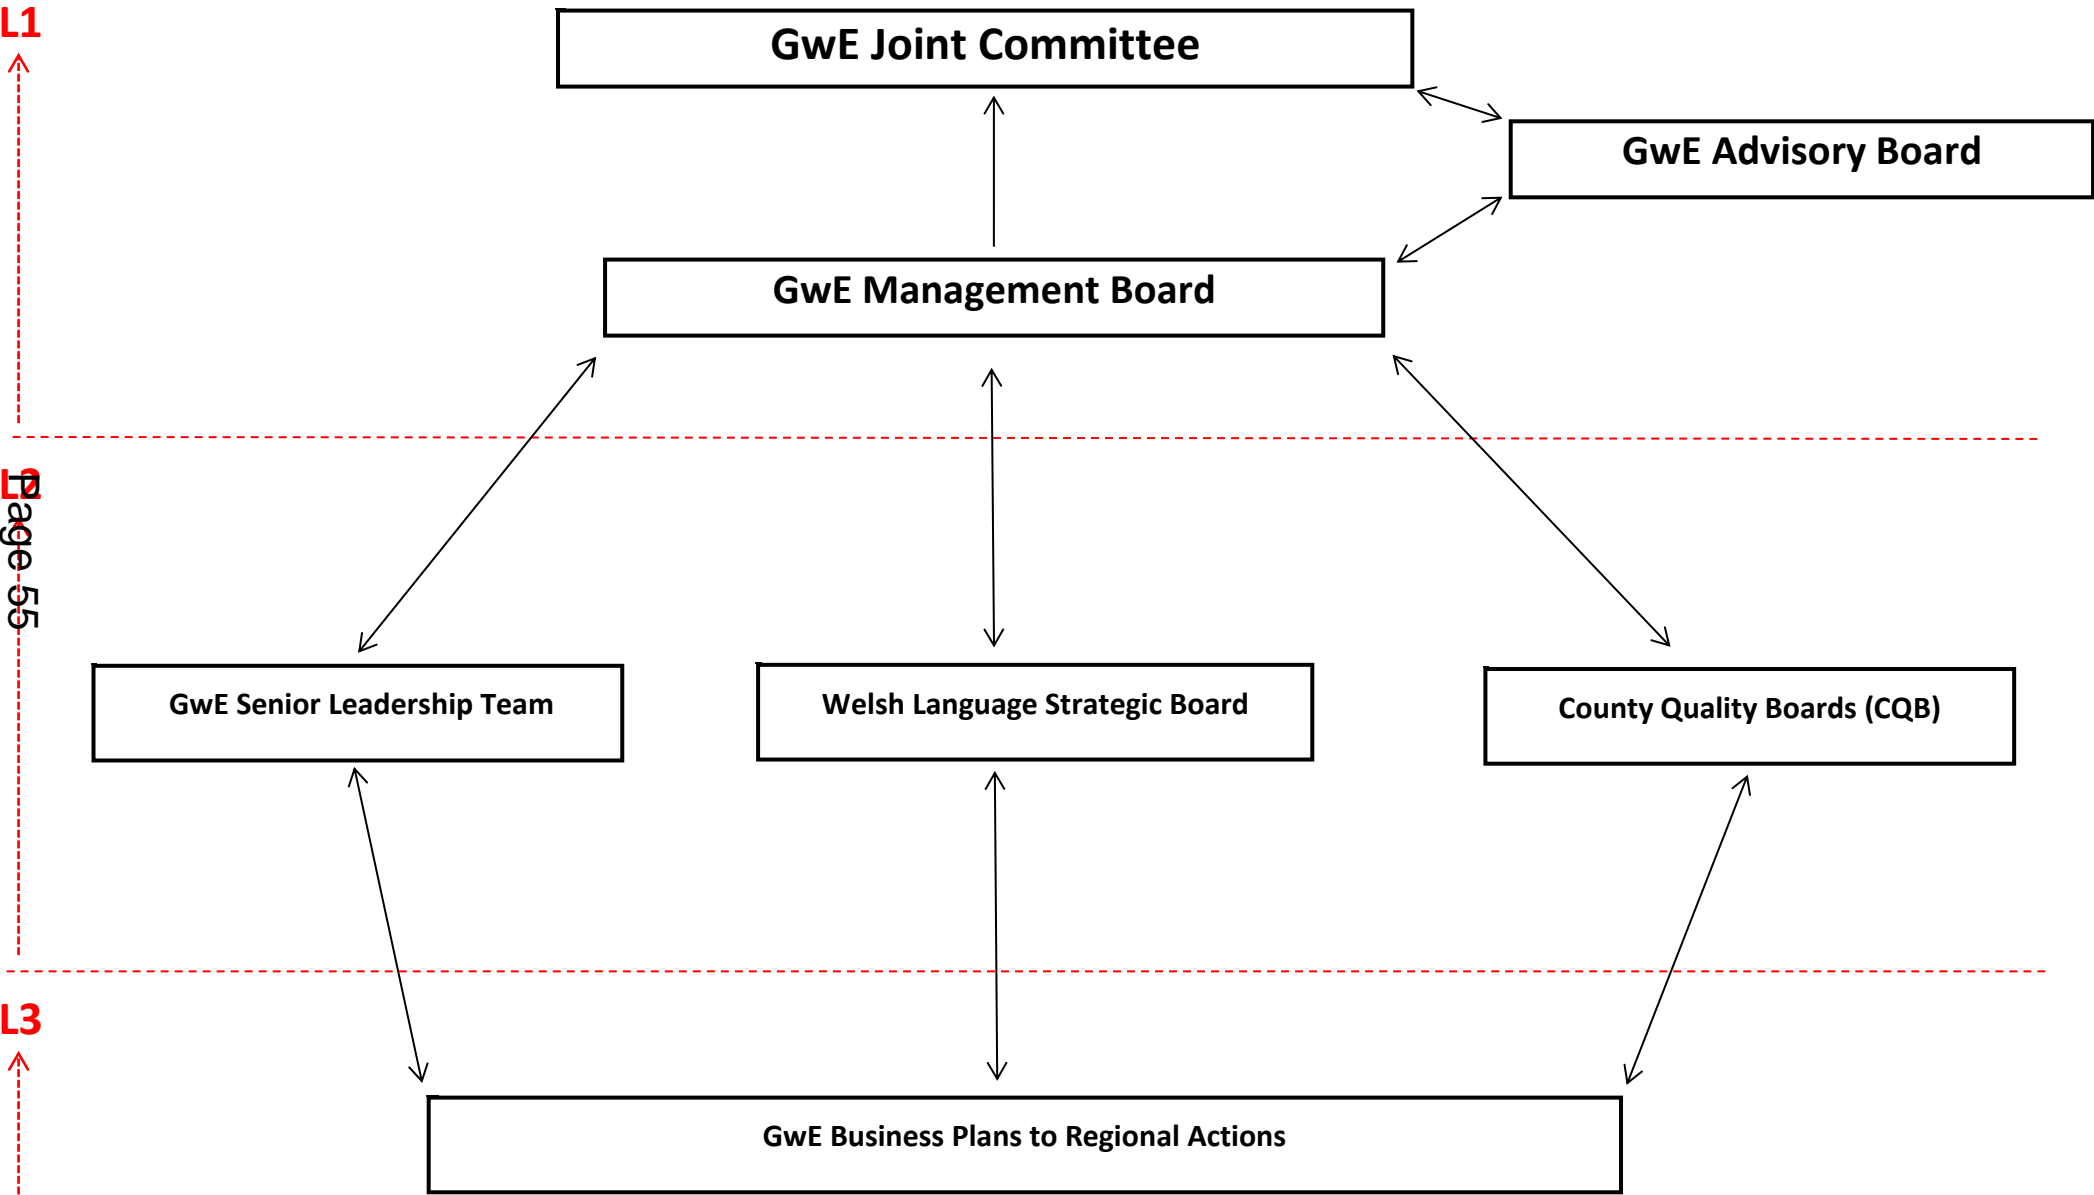 L1
GwE Joint Committee
GwE Advisory Board
GwE Management Board
L2
Page 55
GwE Senior Leadership Team
Welsh Language Strategic Board
County Quality Boards (CQB)
L3
GwE Business Plans to Regional Actions